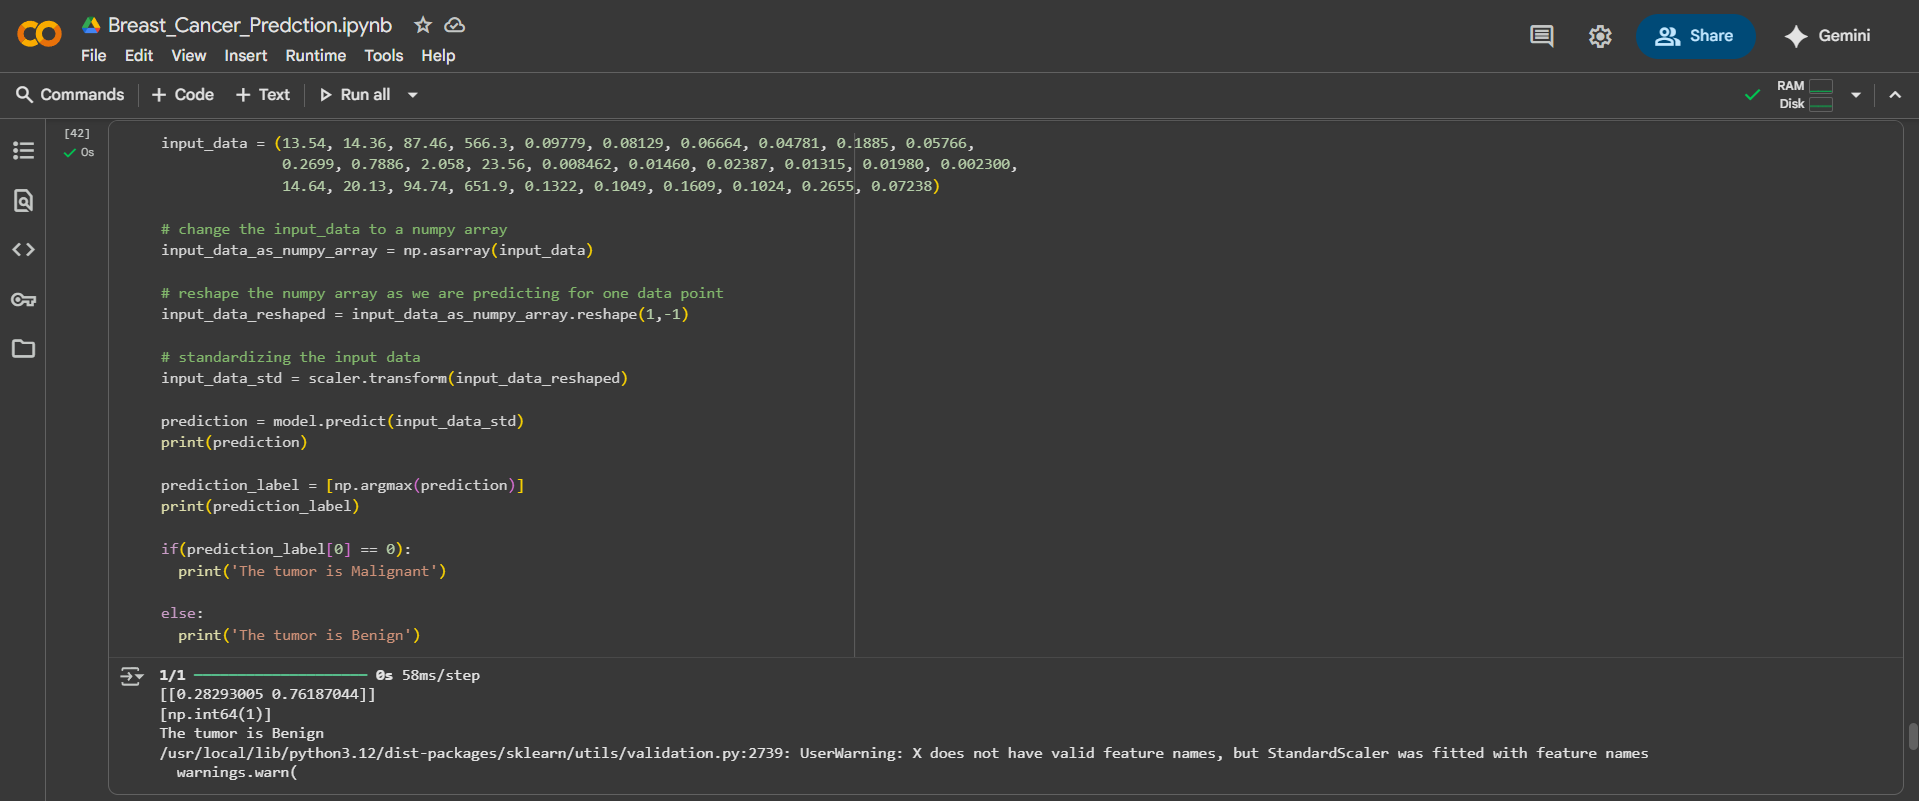 Breast_Cancer_Predction.ipynb
File Edit View Insert Runtime Tools Help
Share
Gemini
Commands + Code + Text Run all
RAM
Disk
[42]
0s
input_data = (13.54, 14.36, 87.46, 566.3, 0.09779, 0.08129, 0.06664, 0.04781, 0.1885, 0.05766,
0.2699, 0.7886, 2.058, 23.56, 0.008462, 0.01460, 0.02387, 0.01315, 0.01980, 0.002300,
14.64, 20.13, 94.74, 651.9, 0.1322, 0.1049, 0.1609, 0.1024, 0.2655, 0.07238)
# change the input_data to a numpy array
input_data_as_numpy_array = np.asarray(input_data)
# reshape the numpy array as we are predicting for one data point
input_data_reshaped = input_data_as_numpy_array.reshape(1,-1)
# standardizing the input data
input_data_std = scaler.transform(input_data_reshaped)
prediction = model.predict(input_data_std)
print(prediction)
prediction_label = [np.argmax(prediction)]
print(prediction_label)
if(prediction_label[0] == 0):
print('The tumor is Malignant')
else:
print('The tumor is Benign')
1/1 0s 58ms/step
[[0.28293005 0.76187044]]
[np.int64(1)]
The tumor is Benign
/usr/local/lib/python3.12/dist-packages/sklearn/utils/validation.py:2739: UserWarning: X does not have valid feature names, but StandardScaler was fitted with feature names
warnings.warn(